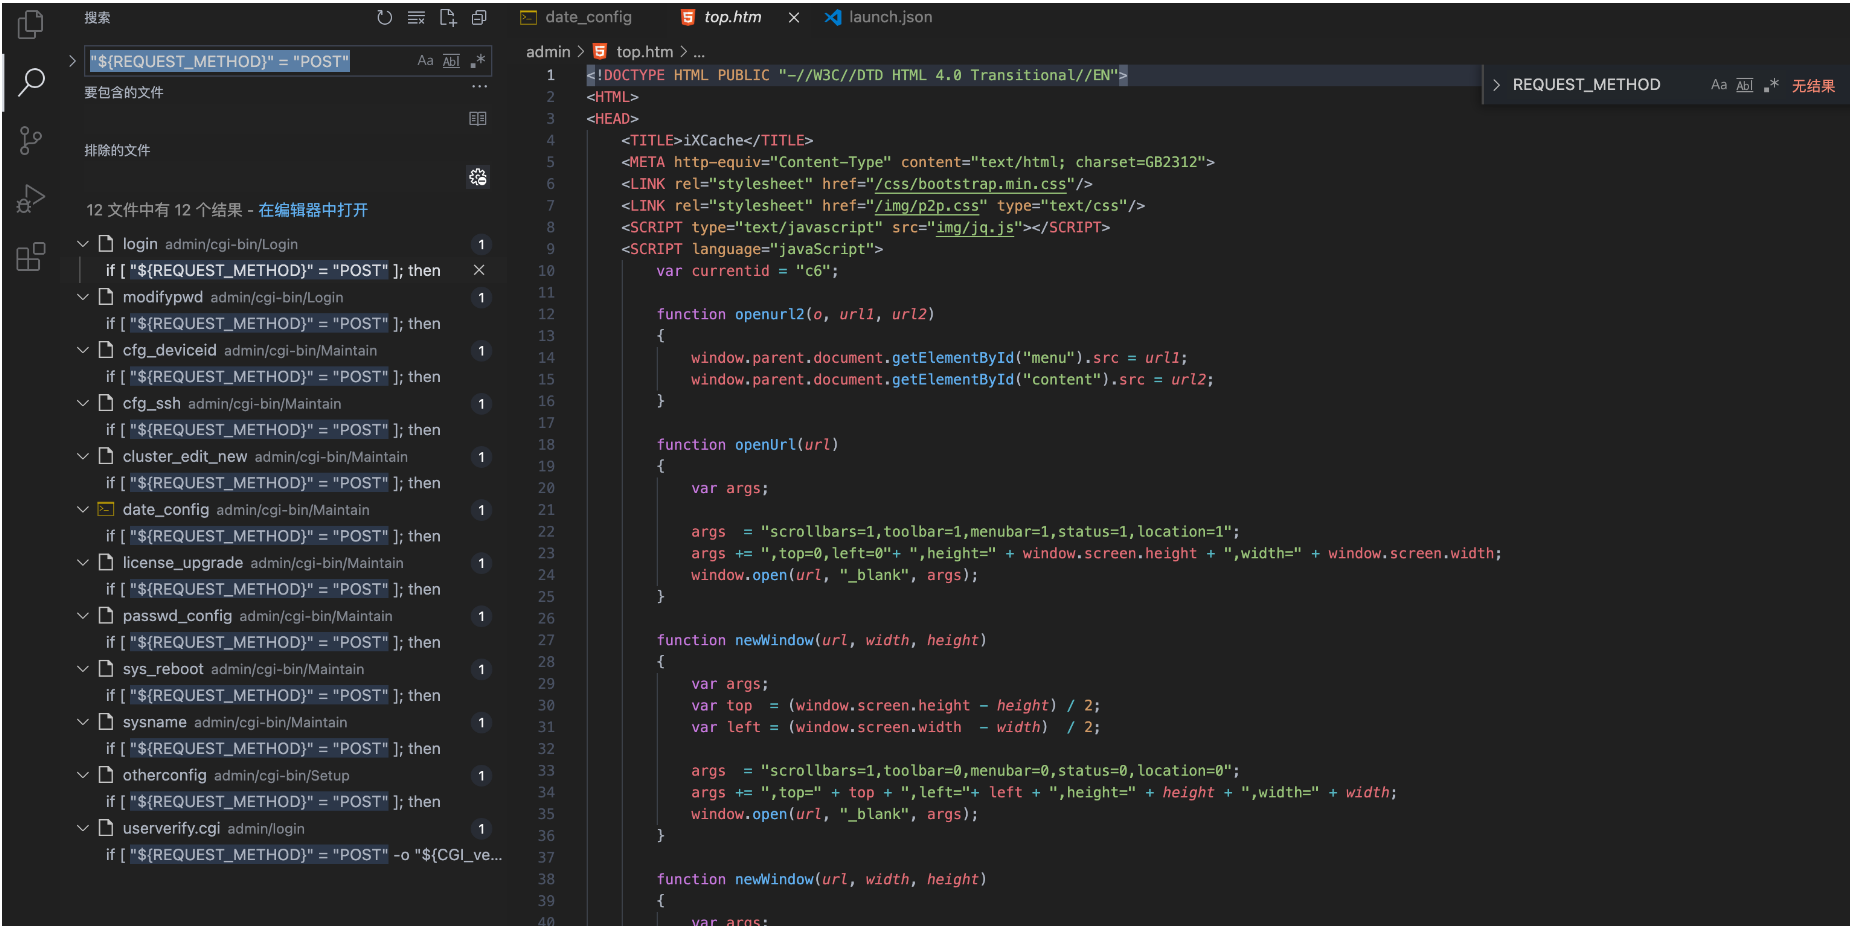 搜索
"${REQUEST_METHOD}" = "POST"
Aa Abl .*
要包含的文件
...
排除的文件
12 文件中有 12 个结果 - 在编辑器中打开
login admin/cgi-bin/Login 1
if [ "${REQUEST_METHOD}" = "POST" ]; then
modifypwd admin/cgi-bin/Login 1
if [ "${REQUEST_METHOD}" = "POST" ]; then
cfg_deviceid admin/cgi-bin/Maintain 1
if [ "${REQUEST_METHOD}" = "POST" ]; then
cfg_ssh admin/cgi-bin/Maintain 1
if [ "${REQUEST_METHOD}" = "POST" ]; then
cluster_edit_new admin/cgi-bin/Maintain 1
if [ "${REQUEST_METHOD}" = "POST" ]; then
date_config admin/cgi-bin/Maintain 1
if [ "${REQUEST_METHOD}" = "POST" ]; then
license_upgrade admin/cgi-bin/Maintain 1
if [ "${REQUEST_METHOD}" = "POST" ]; then
passwd_config admin/cgi-bin/Maintain 1
if [ "${REQUEST_METHOD}" = "POST" ]; then
sys_reboot admin/cgi-bin/Maintain 1
if [ "${REQUEST_METHOD}" = "POST" ]; then
sysname admin/cgi-bin/Maintain 1
if [ "${REQUEST_METHOD}" = "POST" ]; then
otherconfig admin/cgi-bin/Setup 1
if [ "${REQUEST_METHOD}" = "POST" ]; then
userverify.cgi admin/login 1
if [ "${REQUEST_METHOD}" = "POST" -o "${CGI_ve...
date_config top.htm launch.json
admin > top.htm > ...
REQUEST_METHOD Aa Abl .* 无结果
1 <!DOCTYPE HTML PUBLIC "-//W3C//DTD HTML 4.0 Transitional//EN">
2 <HTML>
3 <HEAD>
4 <TITLE>iXCache</TITLE>
5 <META http-equiv="Content-Type" content="text/html; charset=GB2312">
6 <LINK rel="stylesheet" href="/css/bootstrap.min.css"/>
7 <LINK rel="stylesheet" href="/img/p2p.css" type="text/css"/>
8 <SCRIPT type="text/javascript" src="img/jq.js"></SCRIPT>
9 <SCRIPT language="javaScript">
10 var currentid = "c6";
11
12 function openurl2(o, url1, url2)
13 {
14 window.parent.document.getElementById("menu").src = url1;
15 window.parent.document.getElementById("content").src = url2;
16 }
17
18 function openUrl(url)
19 {
20 var args;
21
22 args = "scrollbars=1,toolbar=1,menubar=1,status=1,location=1";
23 args += ",top=0,left=0"+ ",height=" + window.screen.height + ",width=" + window.screen.width;
24 window.open(url, "_blank", args);
25 }
26
27 function newWindow(url, width, height)
28 {
29 var args;
30 var top = (window.screen.height - height) / 2;
31 var left = (window.screen.width - width) / 2;
32
33 args = "scrollbars=1,toolbar=0,menubar=0,status=0,location=0";
34 args += ",top=" + top + ",left="+ left + ",height=" + height + ",width=" + width;
35 window.open(url, "_blank", args);
36 }
37
38 function newWindow(url, width, height)
39 {
40 var args;